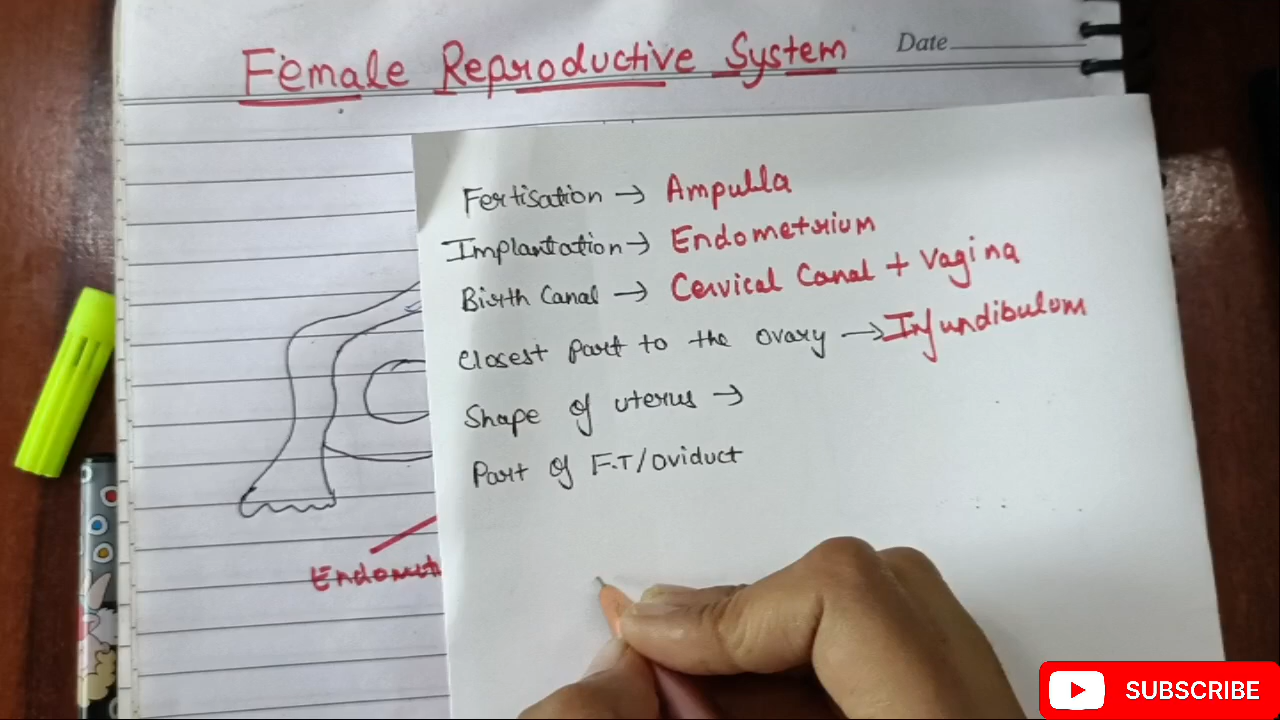 Female Reproductive System
Date
Fertisation → Ampulla
Implantation → Endometrium
Birth Canal → Cervical Canal + Vagina
Closest part to the ovary → Infundibulum
Shape of uterus →
Part of F.T/Oviduct
Endomet
SUBSCRIBE